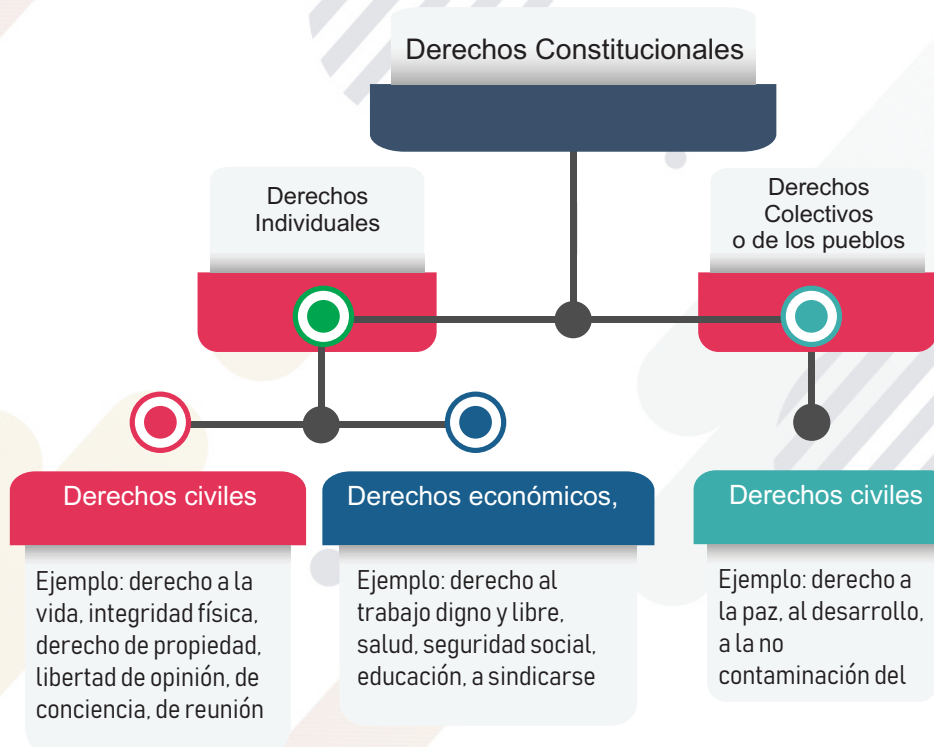 Derechos Constitucionales
Derechos
Individuales
Derechos
Colectivos
o de los pueblos
Derechos civiles
Ejemplo: derecho a la
vida, integridad física,
derecho de propiedad,
libertad de opinión, de
conciencia, de reunión
Derechos económicos,
Ejemplo: derecho al
trabajo digno y libre,
salud, seguridad social,
educación, a sindicarse
Derechos civiles
Ejemplo: derecho a
la paz, al desarrollo,
a la no
contaminación del